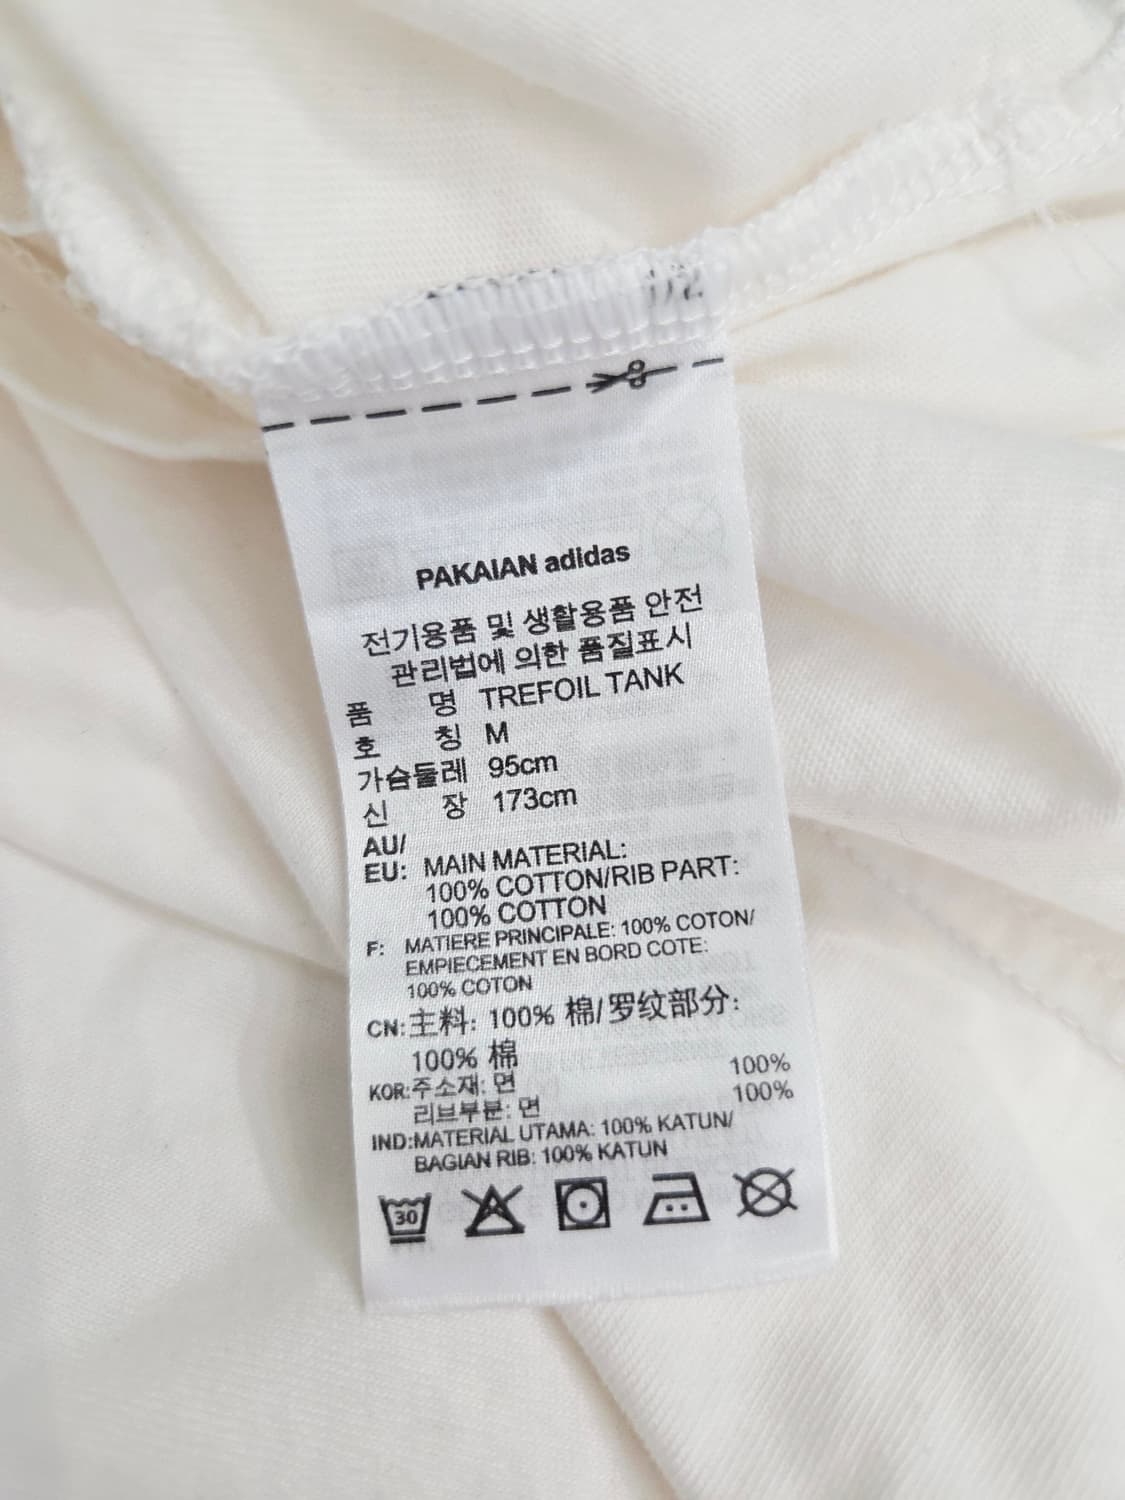 PAKAIAN adidas
전기용품 및 생활용품 안전
관리법에 의한 품질표시
품 명 TREFOIL TANK
호 칭 M
가슴둘레 95cm
신 장 173cm
AU/
EU: MAIN MATERIAL:
100% COTTON/RIB PART:
100% COTTON
F: MATIERE PRINCIPALE: 100% COTON/
EMPIECEMENT EN BORD COTE:
100% COTON
CN:主料: 100% 棉/罗纹部分:
100% 棉
KOR:주소재: 면 100%
리브부분: 면 100%
IND:MATERIAL UTAMA: 100% KATUN/
BAGIAN RIB: 100% KATUN
30